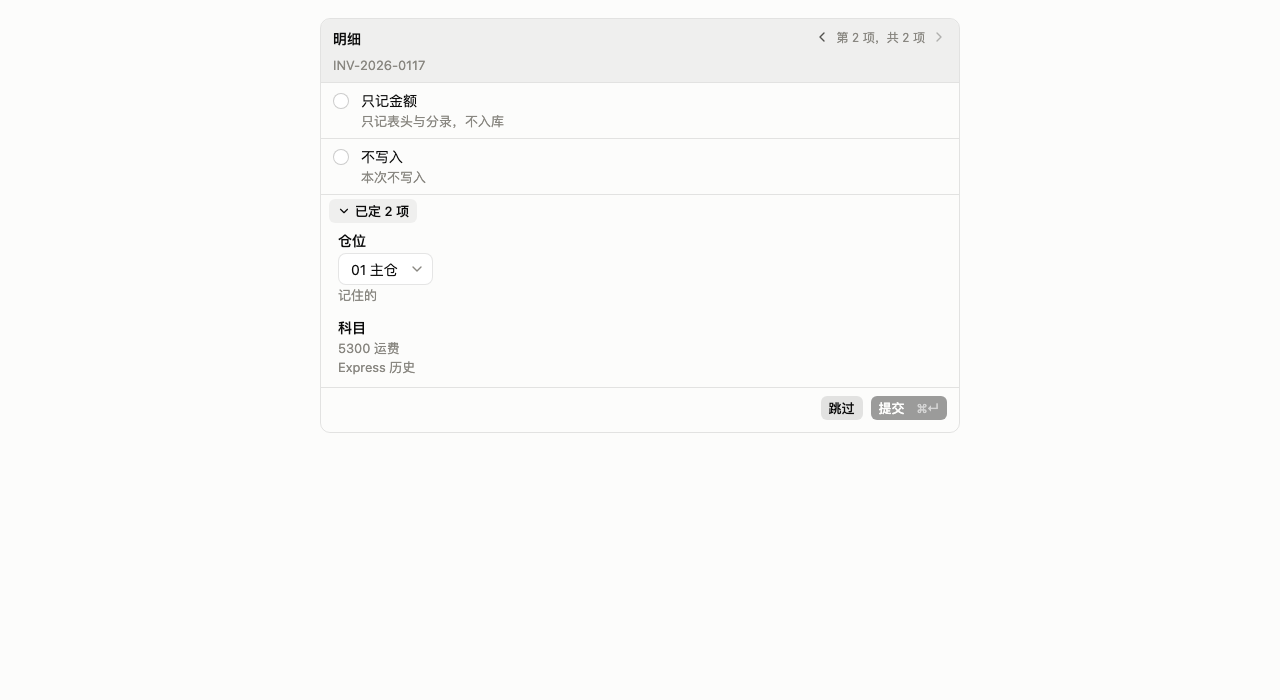 明细
第 2 项，共 2 项
INV-2026-0117
只记金额
只记表头与分录，不入库
不写入
本次不写入
已定 2 项
仓位
01 主仓
记住的
科目
5300 运费
Express 历史
跳过
提交 ⌘↵